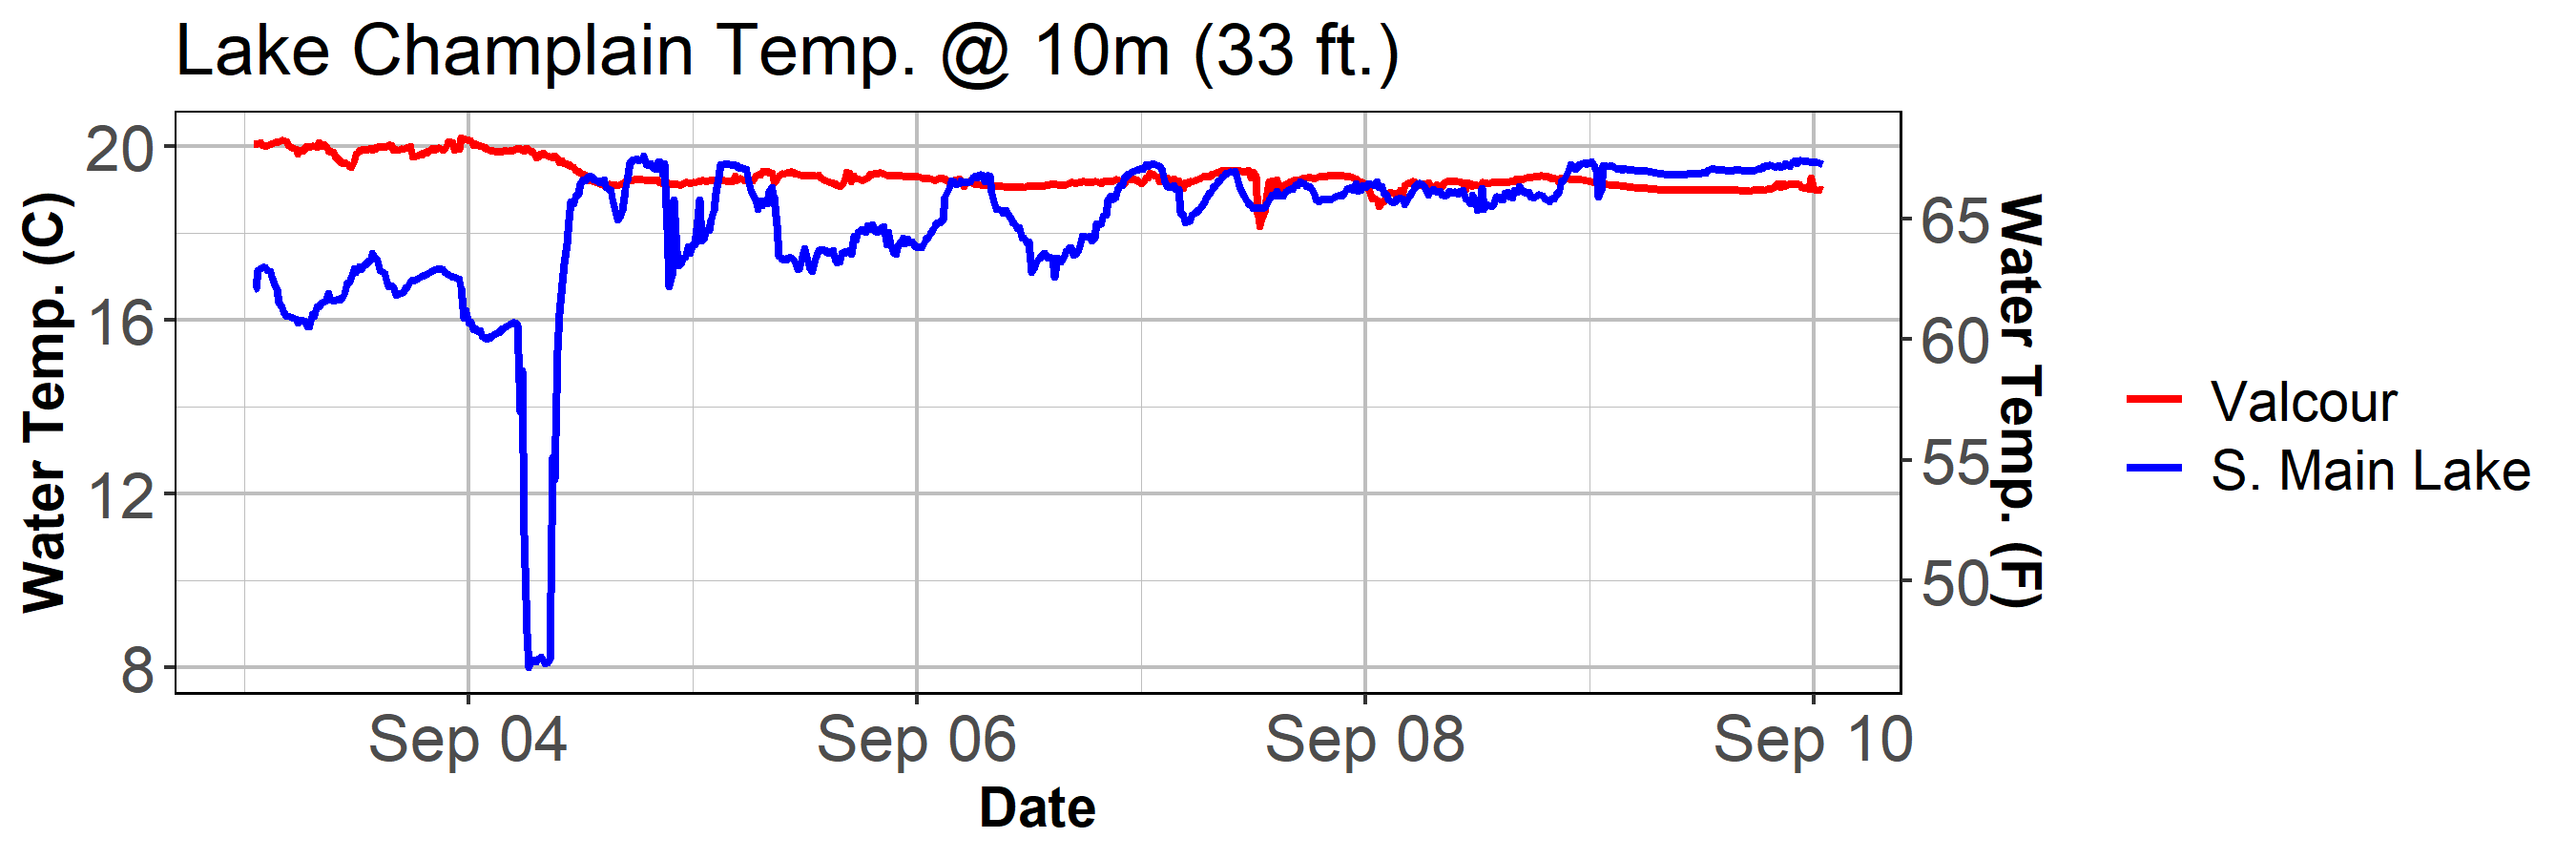 Lake Champlain Temp. @ 10m (33 ft.)
Water Temp. (C)
20
16
12
8
65
60
55
50
Water Temp. (F)
Sep 04
Sep 06
Sep 08
Sep 10
Date
Valcour
S. Main Lake